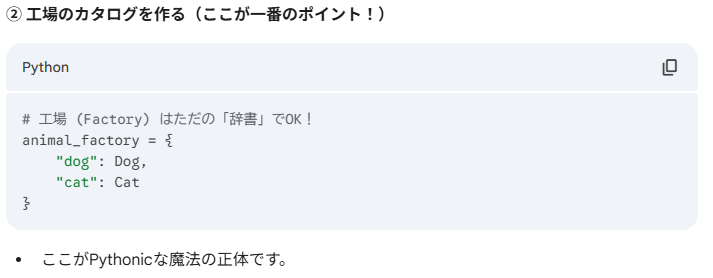 ② 工場のカタログを作る（ここが一番のポイント！）
Python
# 工場 (Factory) はただの「辞書」でOK！
animal_factory = {
    "dog": Dog,
    "cat": Cat
}
• ここがPythonicな魔法の正体です。